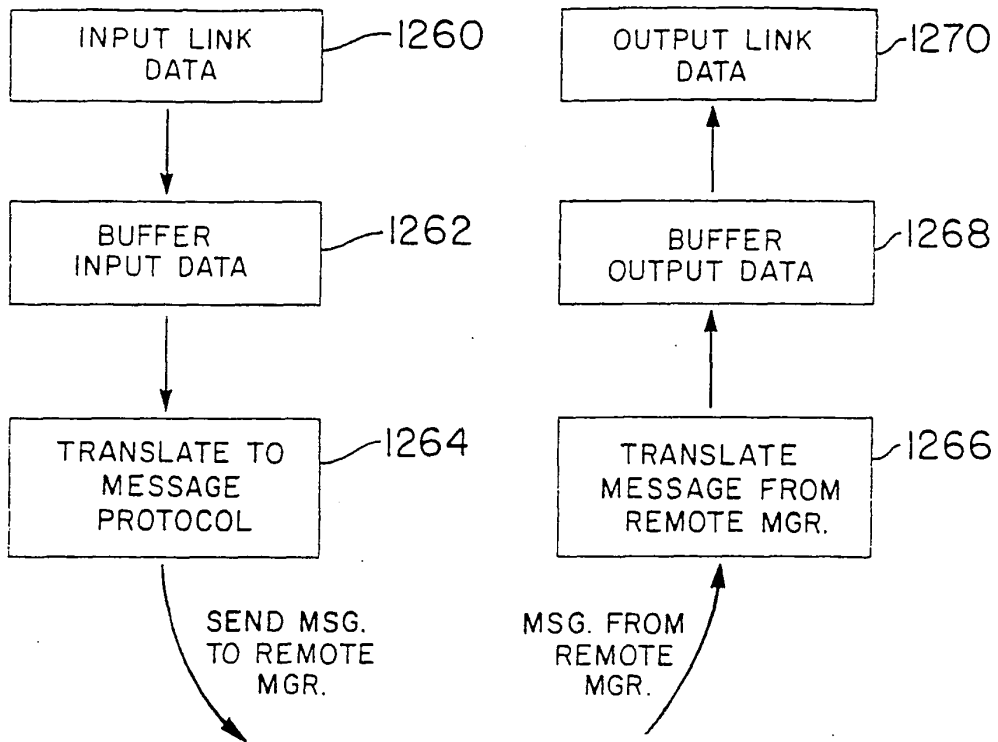 INPUT LINK
DATA
1260
BUFFER
INPUT DATA
1262
TRANSLATE TO
MESSAGE
PROTOCOL
1264
SEND MSG.
TO REMOTE
MGR.
OUTPUT LINK
DATA
1270
BUFFER
OUTPUT DATA
1268
TRANSLATE
MESSAGE FROM
REMOTE MGR.
1266
MSG. FROM
REMOTE
MGR.